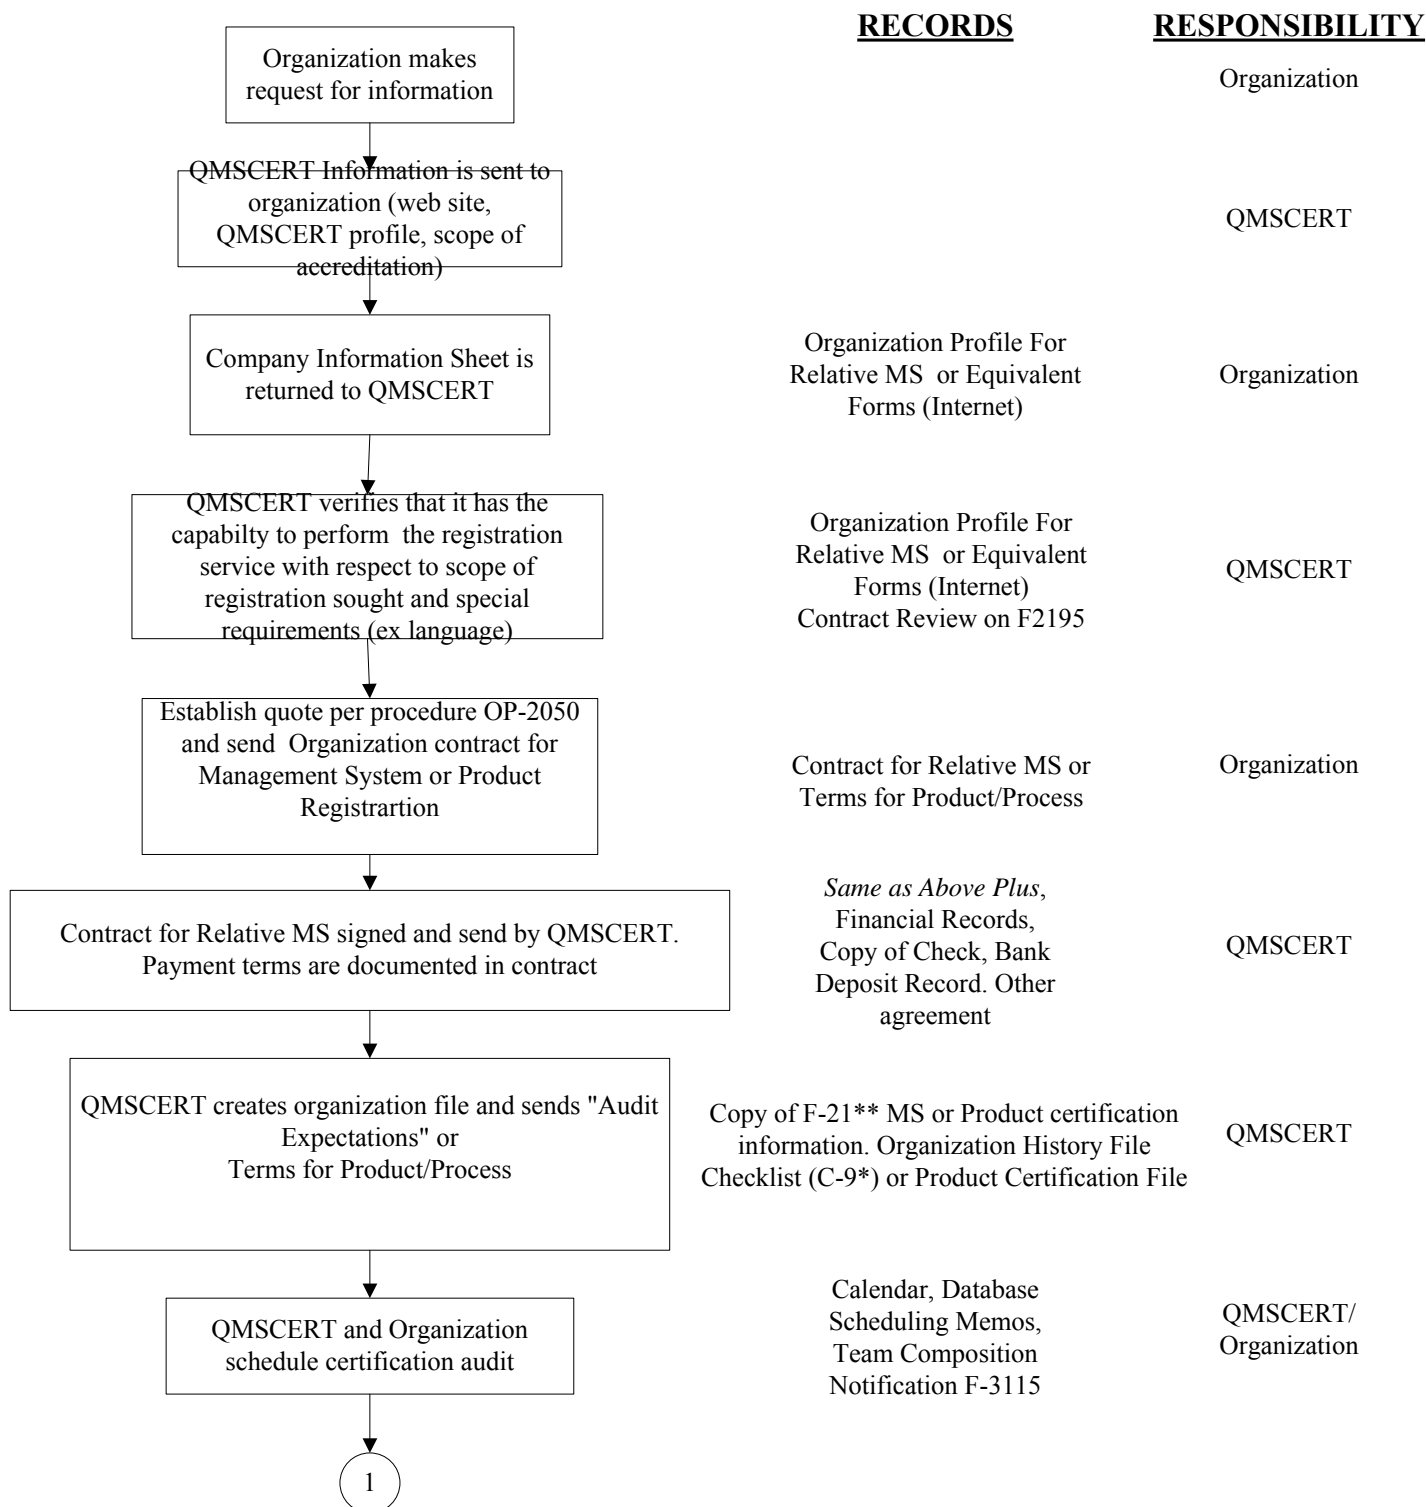 RECORDS
RESPONSIBILITY
Organization makes
request for information
Organization
QMSCERT Information is sent to
organization (web site,
QMSCERT profile, scope of
accreditation)
QMSCERT
Company Information Sheet is
returned to QMSCERT
Organization Profile For
Relative MS or Equivalent
Forms (Internet)
Organization
QMSCERT verifies that it has the
capabilty to perform the registration
service with respect to scope of
registration sought and special
requirements (ex language)
Organization Profile For
Relative MS or Equivalent
Forms (Internet)
Contract Review on F2195
QMSCERT
Establish quote per procedure OP-2050
and send Organization contract for
Management System or Product
Registrartion
Contract for Relative MS or
Terms for Product/Process
Organization
Contract for Relative MS signed and send by QMSCERT.
Payment terms are documented in contract
Same as Above Plus,
Financial Records,
Copy of Check, Bank
Deposit Record. Other
agreement
QMSCERT
QMSCERT creates organization file and sends "Audit
Expectations" or
Terms for Product/Process
Copy of F-21** MS or Product certification
information. Organization History File
Checklist (C-9*) or Product Certification File
QMSCERT
QMSCERT and Organization
schedule certification audit
Calendar, Database
Scheduling Memos,
Team Composition
Notification F-3115
QMSCERT/
Organization
1